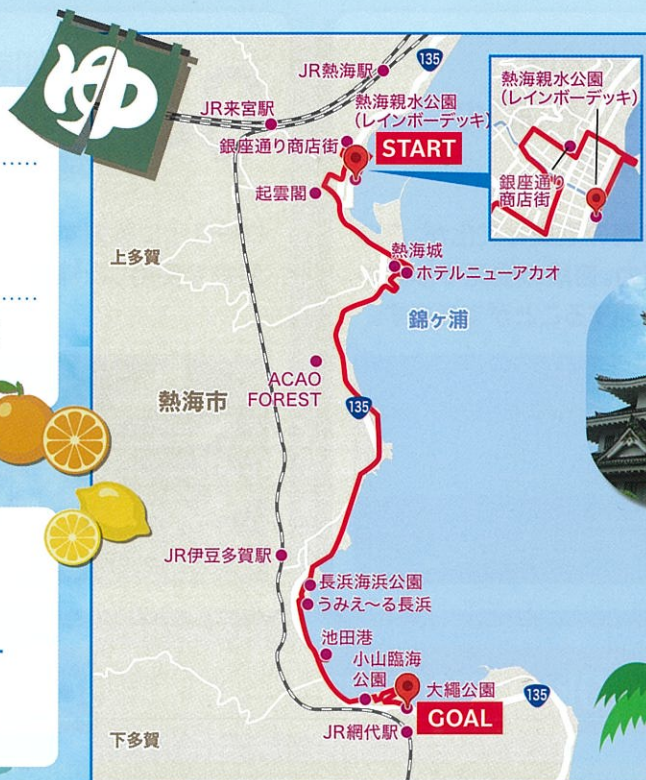 ゆ
JR熱海駅
135
JR来宮駅
熱海親水公園
(レインボーデッキ)
銀座通り商店街
START
起雲閣
熱海親水公園
(レインボーデッキ)
銀座通り
商店街
上多賀
熱海城
ホテルニューアカオ
錦ヶ浦
ACAO
FOREST
熱海市
135
JR伊豆多賀駅
長浜海浜公園
うみえ〜る長浜
池田港
小山臨海
公園
大縄公園
135
GOAL
JR網代駅
下多賀